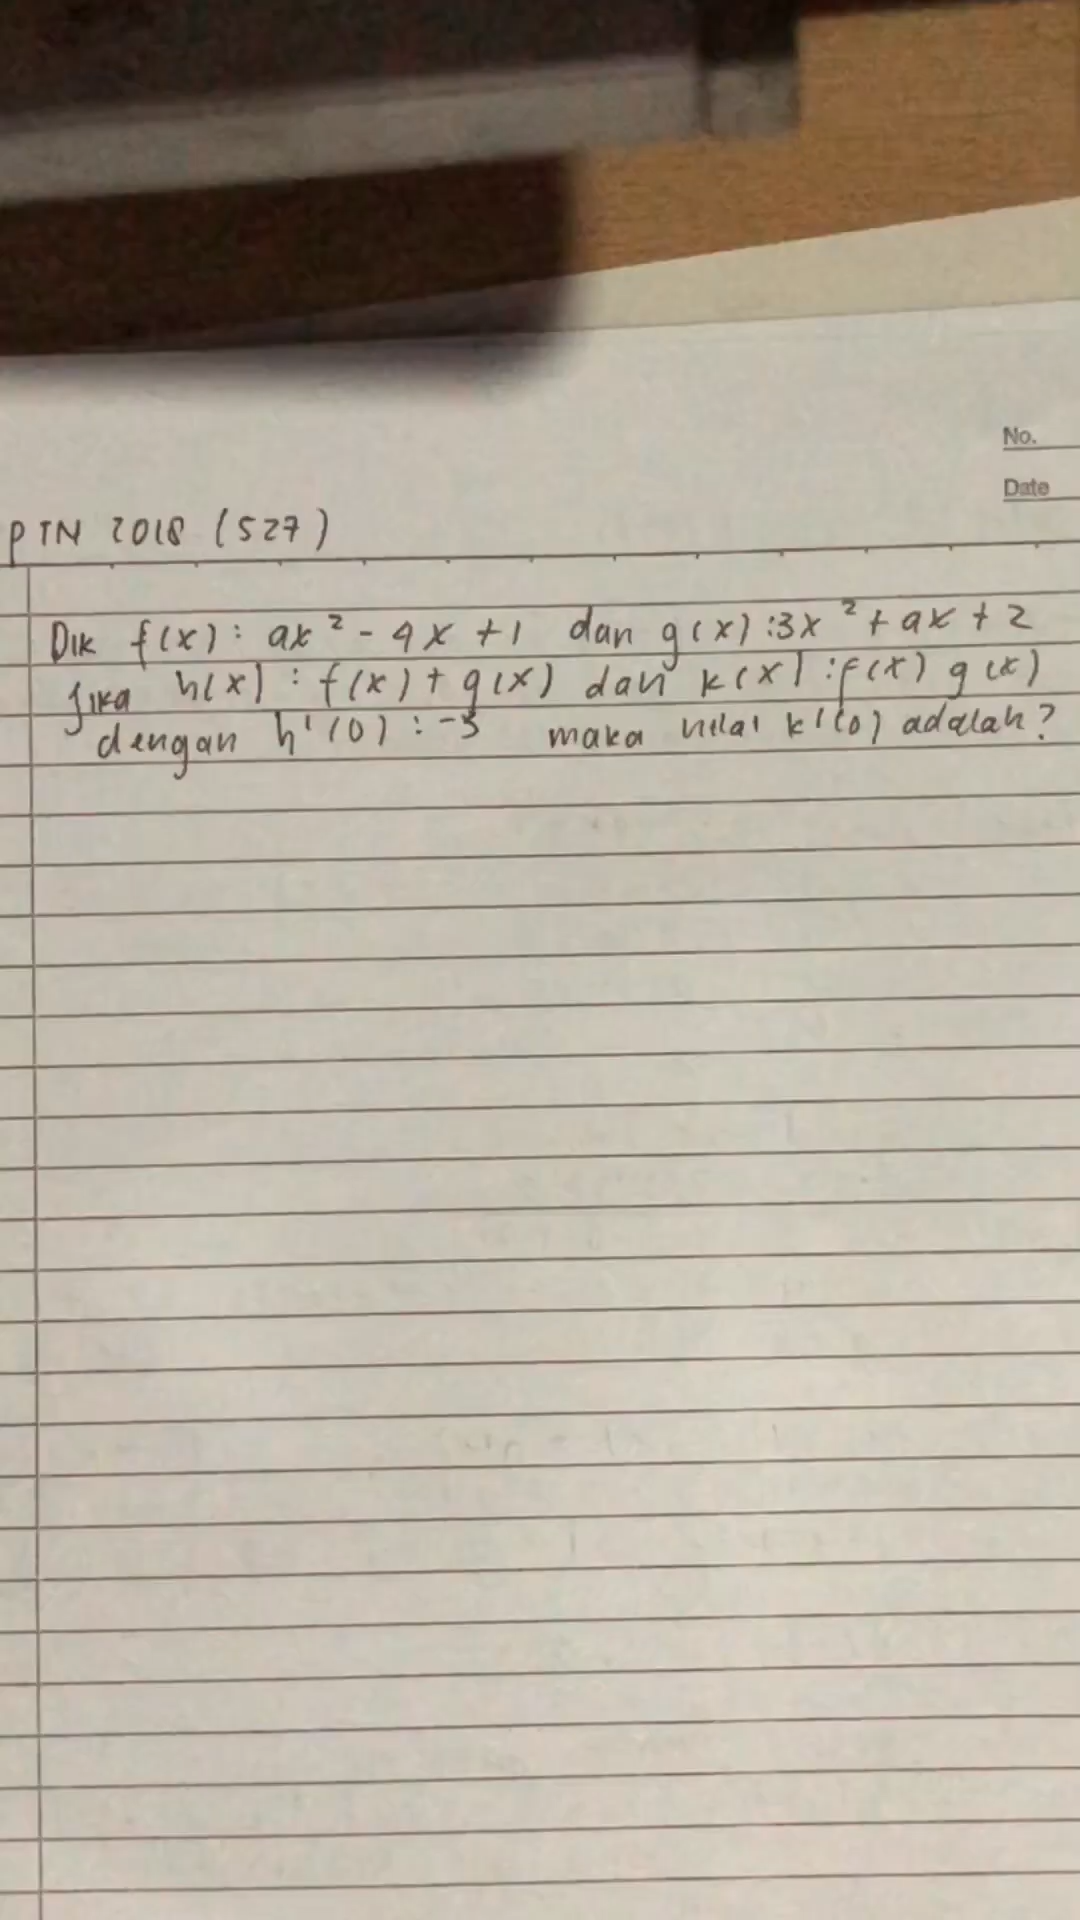 No.
Date
PTN 2018 (527)
Dik f(x) : ax² - 4x + 1 dan g(x) : 3x² + ax + 2
Jika h(x) : f(x) + g(x) dan k(x) : f(x) g(x)
dengan h'(0) : -3 maka nilai k'(0) adalah?